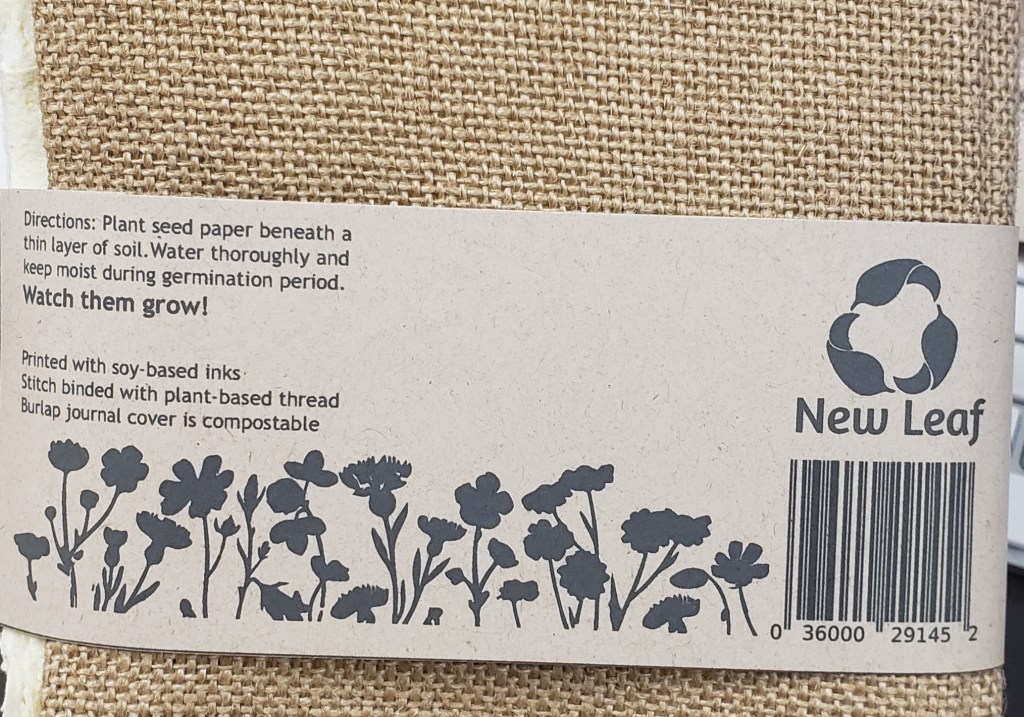 Directions: Plant seed paper beneath a
thin layer of soil. Water thoroughly and
keep moist during germination period.
Watch them grow!
Printed with soy-based inks
Stitch binded with plant-based thread
Burlap journal cover is compostable
New Leaf
0 36000 29145 2